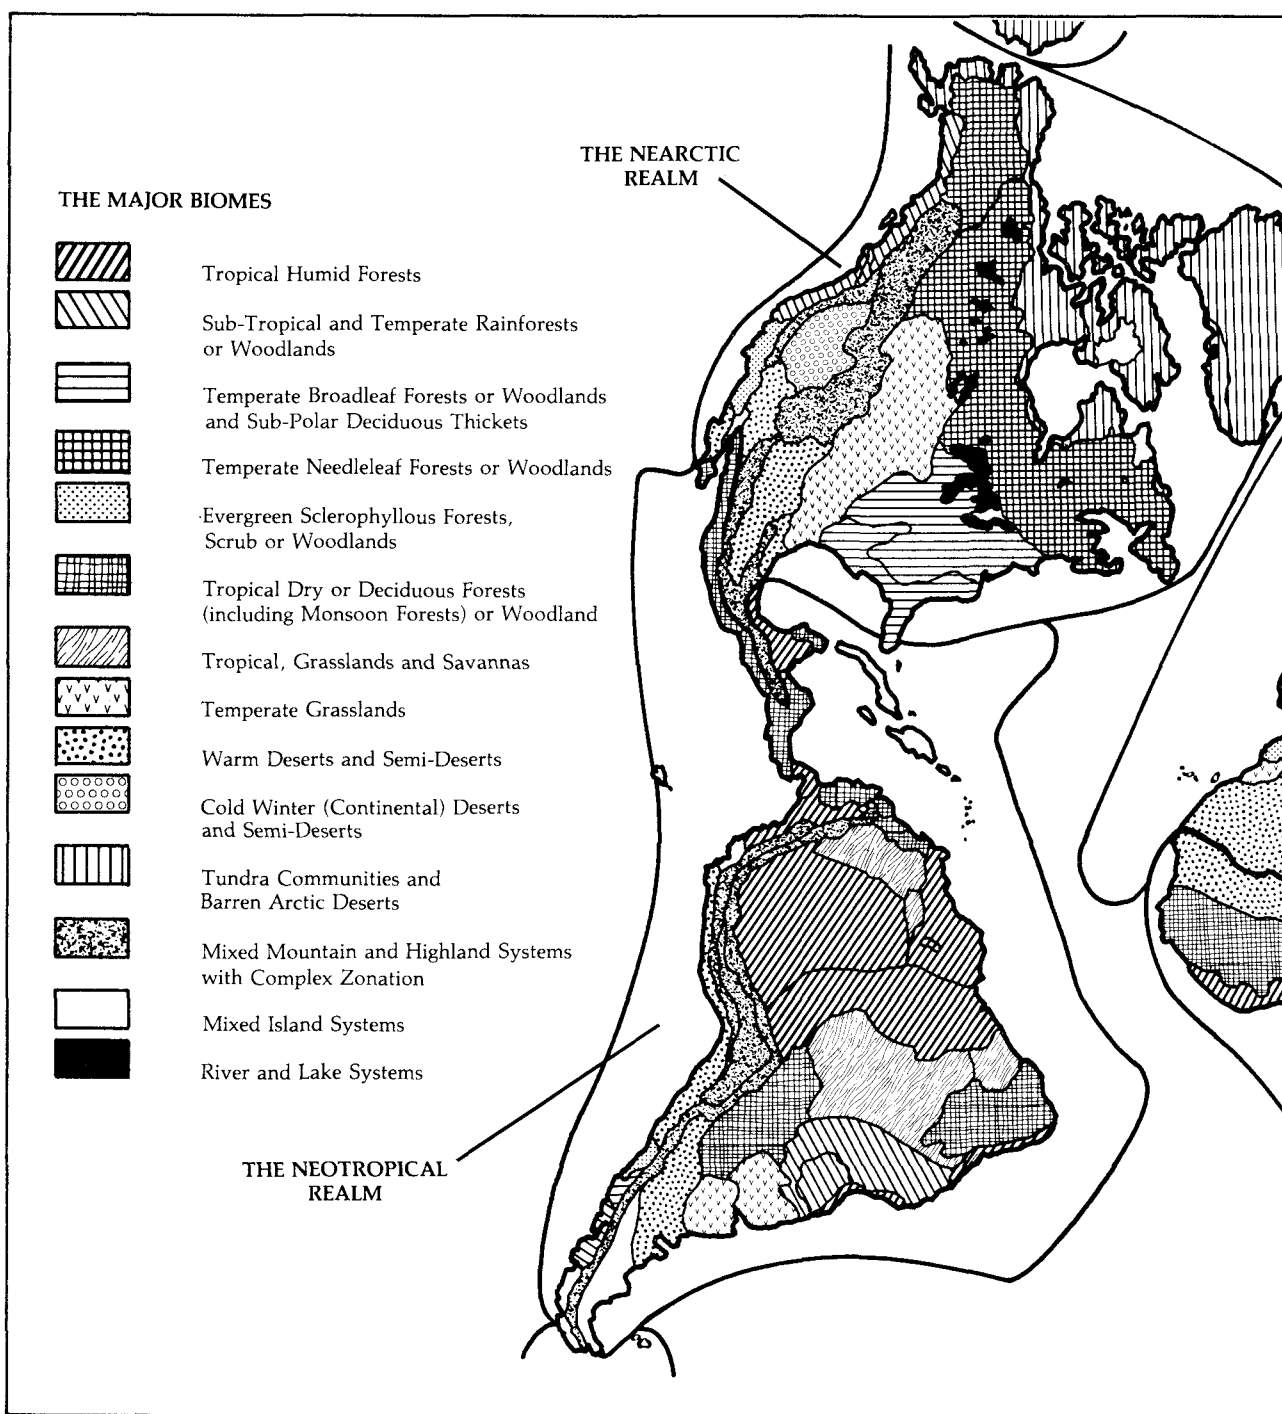 THE NEARCTIC
REALM
THE MAJOR BIOMES
Tropical Humid Forests
Sub-Tropical and Temperate Rainforests
or Woodlands
Temperate Broadleaf Forests or Woodlands
and Sub-Polar Deciduous Thickets
Temperate Needleleaf Forests or Woodlands
Evergreen Sclerophyllous Forests,
Scrub or Woodlands
Tropical Dry or Deciduous Forests
(including Monsoon Forests) or Woodland
Tropical, Grasslands and Savannas
Temperate Grasslands
Warm Deserts and Semi-Deserts
Cold Winter (Continental) Deserts
and Semi-Deserts
Tundra Communities and
Barren Arctic Deserts
Mixed Mountain and Highland Systems
with Complex Zonation
Mixed Island Systems
River and Lake Systems
THE NEOTROPICAL
REALM